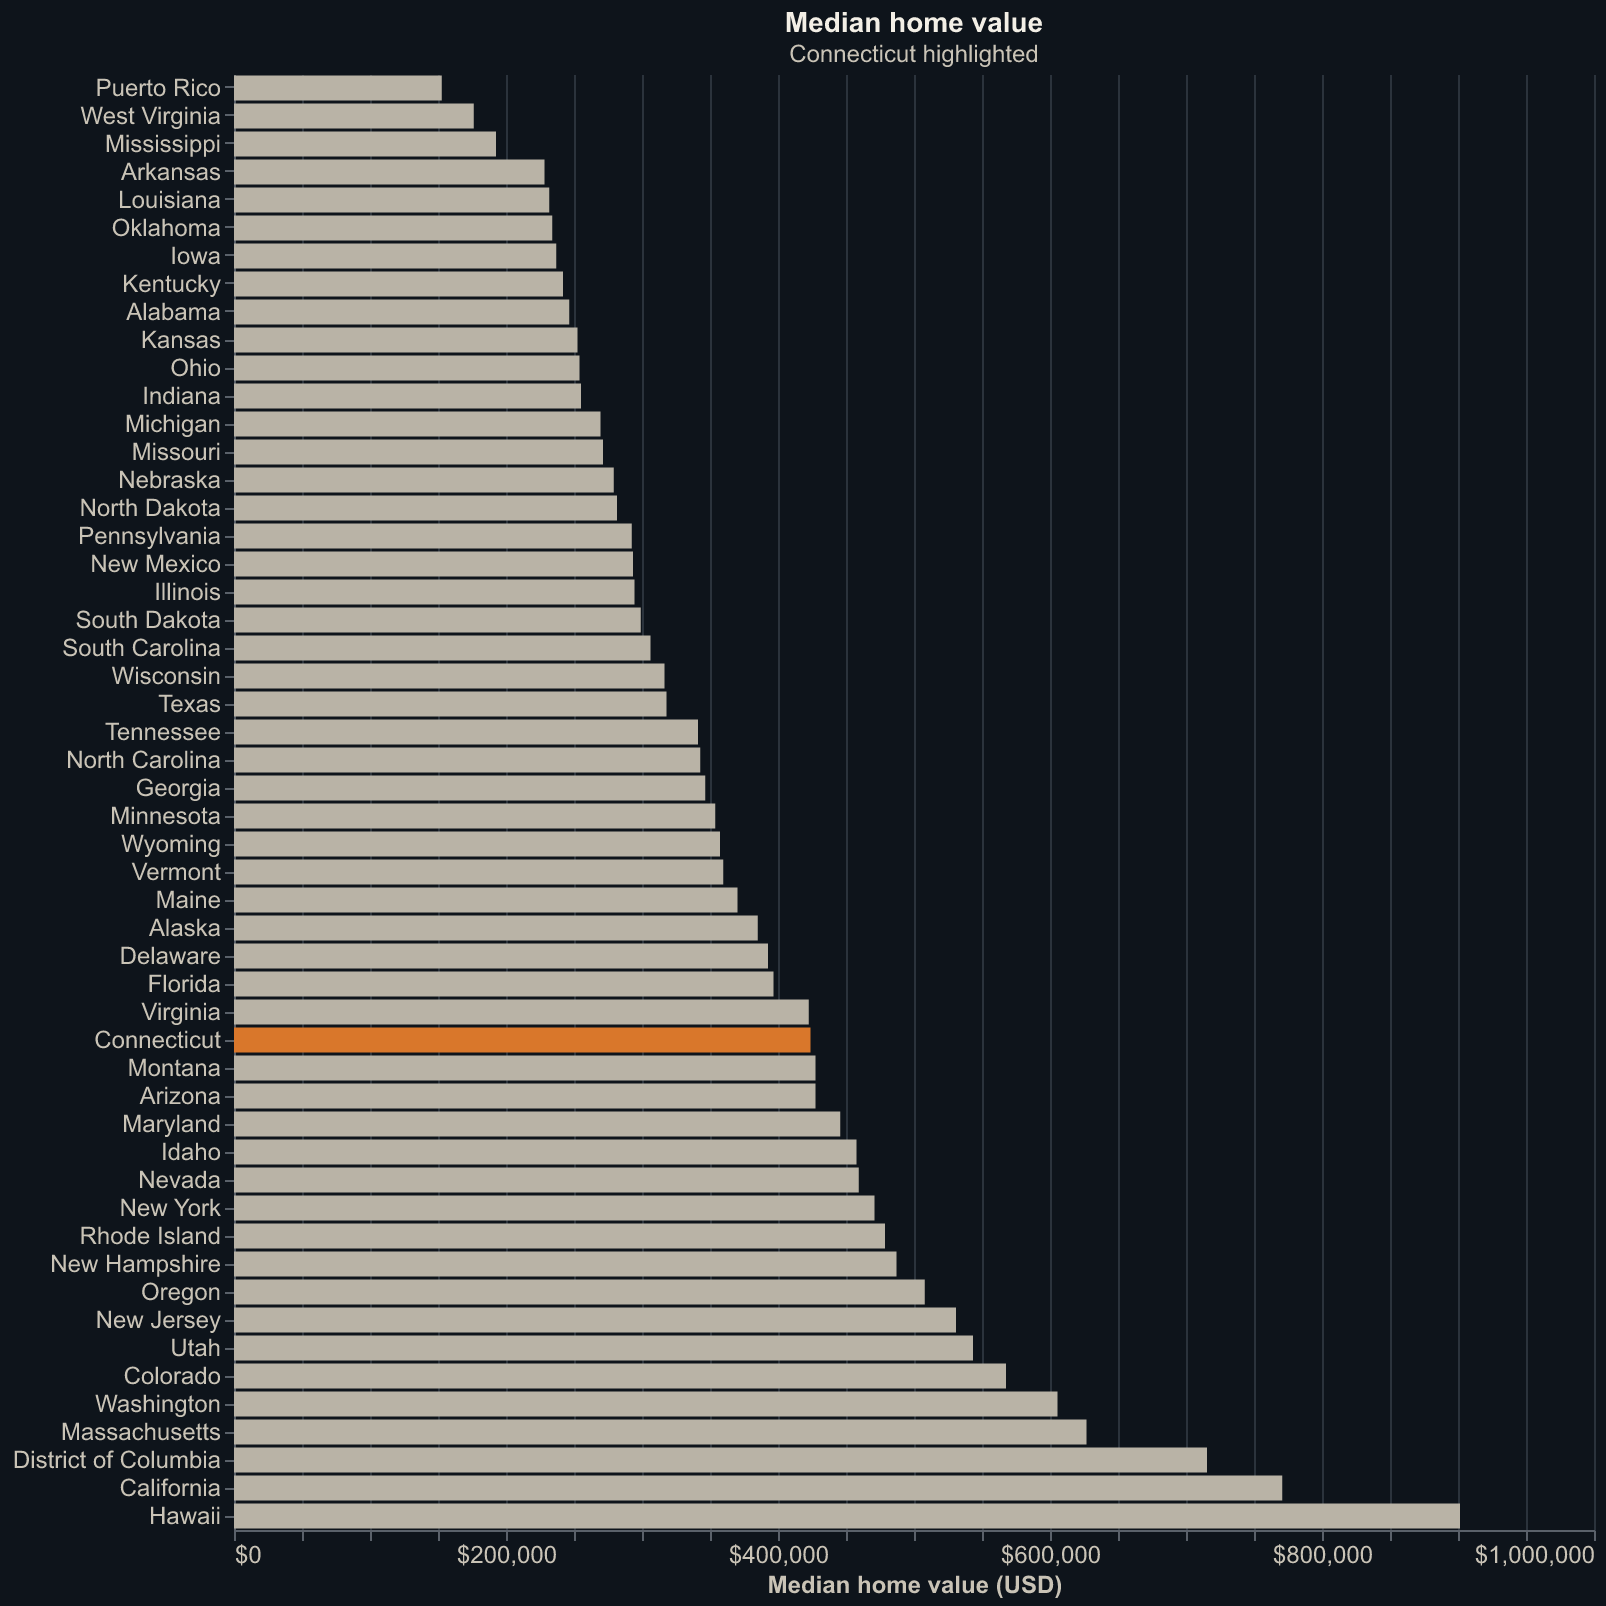 Median home value
Connecticut highlighted
Puerto Rico
West Virginia
Mississippi
Arkansas
Louisiana
Oklahoma
Iowa
Kentucky
Alabama
Kansas
Ohio
Indiana
Michigan
Missouri
Nebraska
North Dakota
Pennsylvania
New Mexico
Illinois
South Dakota
South Carolina
Wisconsin
Texas
Tennessee
North Carolina
Georgia
Minnesota
Wyoming
Vermont
Maine
Alaska
Delaware
Florida
Virginia
Connecticut
Montana
Arizona
Maryland
Idaho
Nevada
New York
Rhode Island
New Hampshire
Oregon
New Jersey
Utah
Colorado
Washington
Massachusetts
District of Columbia
California
Hawaii
$0 $200,000 $400,000 $600,000 $800,000 $1,000,000
Median home value (USD)